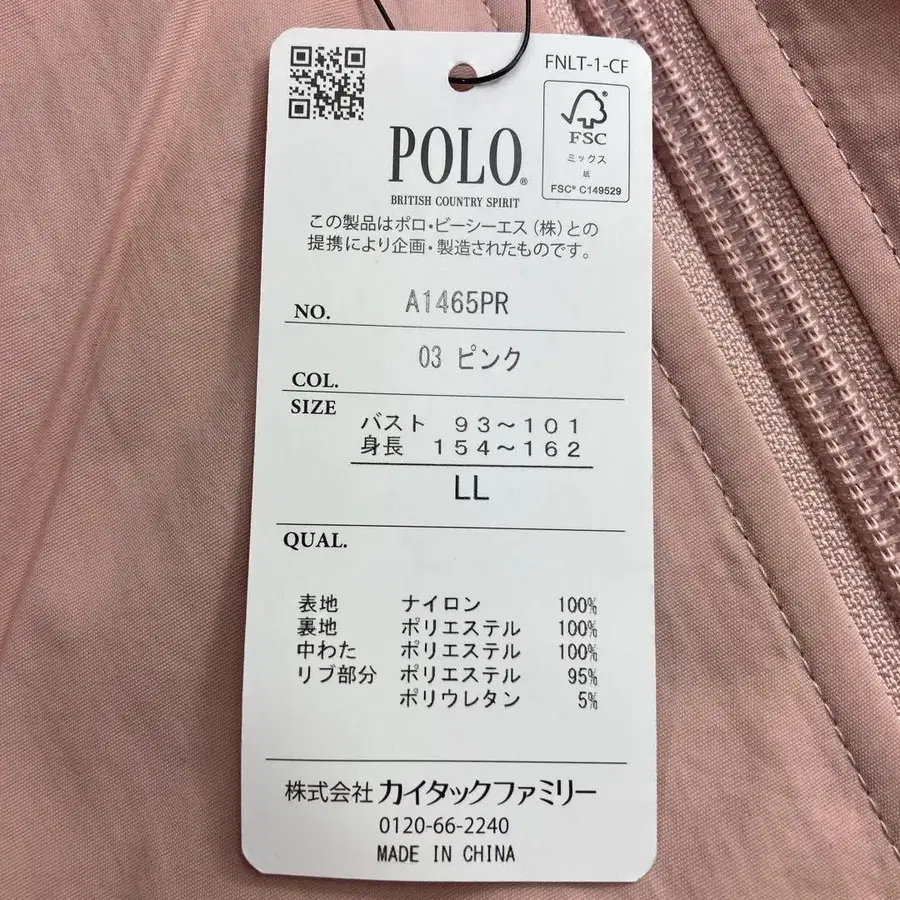 FNLT-1-CF
FSC
ミックス
紙
FSC® C149529
POLO®
BRITISH COUNTRY SPIRIT
この製品はポロ・ビーシーエス(株)との
提携により企画・製造されたものです。
NO. A1465PR
COL. 03 ピンク
SIZE
バスト 93~101
身長 154~162
LL
QUAL.
表地 ナイロン 100%
裏地 ポリエステル 100%
中わた ポリエステル 100%
リブ部分 ポリエステル 95%
ポリウレタン 5%
株式会社 カイタックファミリー
0120-66-2240
MADE IN CHINA